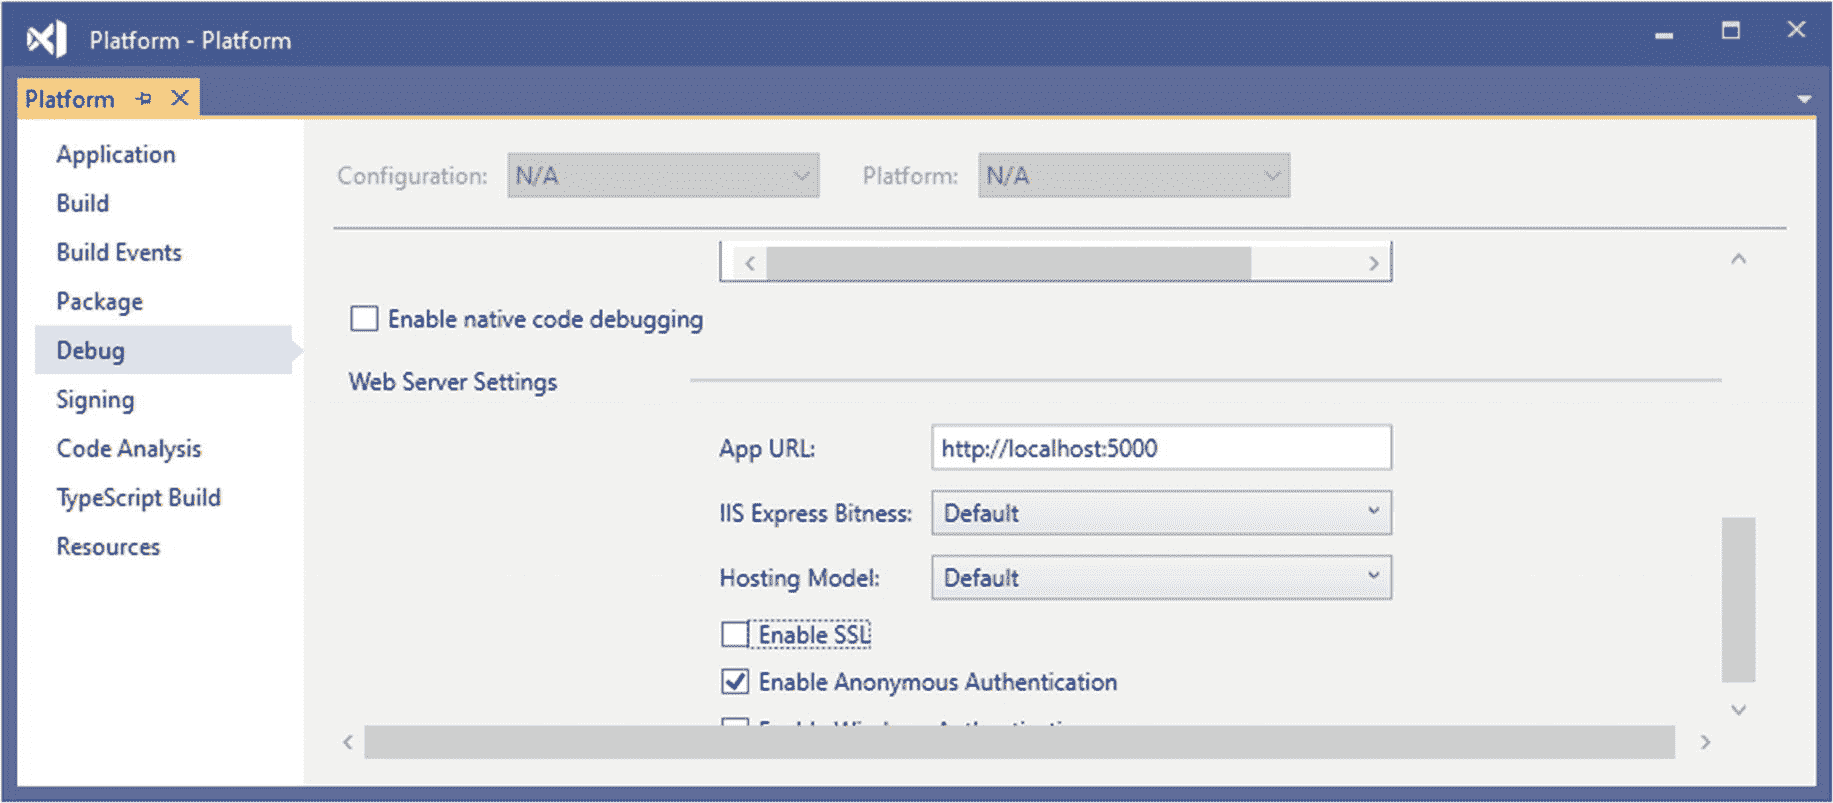 Platform - Platform
Platform
Application
Build
Build Events
Package
Debug
Signing
Code Analysis
TypeScript Build
Resources
Configuration: N/A Platform: N/A
Enable native code debugging
Web Server Settings
App URL: http://localhost:5000
IIS Express Bitness: Default
Hosting Model: Default
Enable SSL
Enable Anonymous Authentication